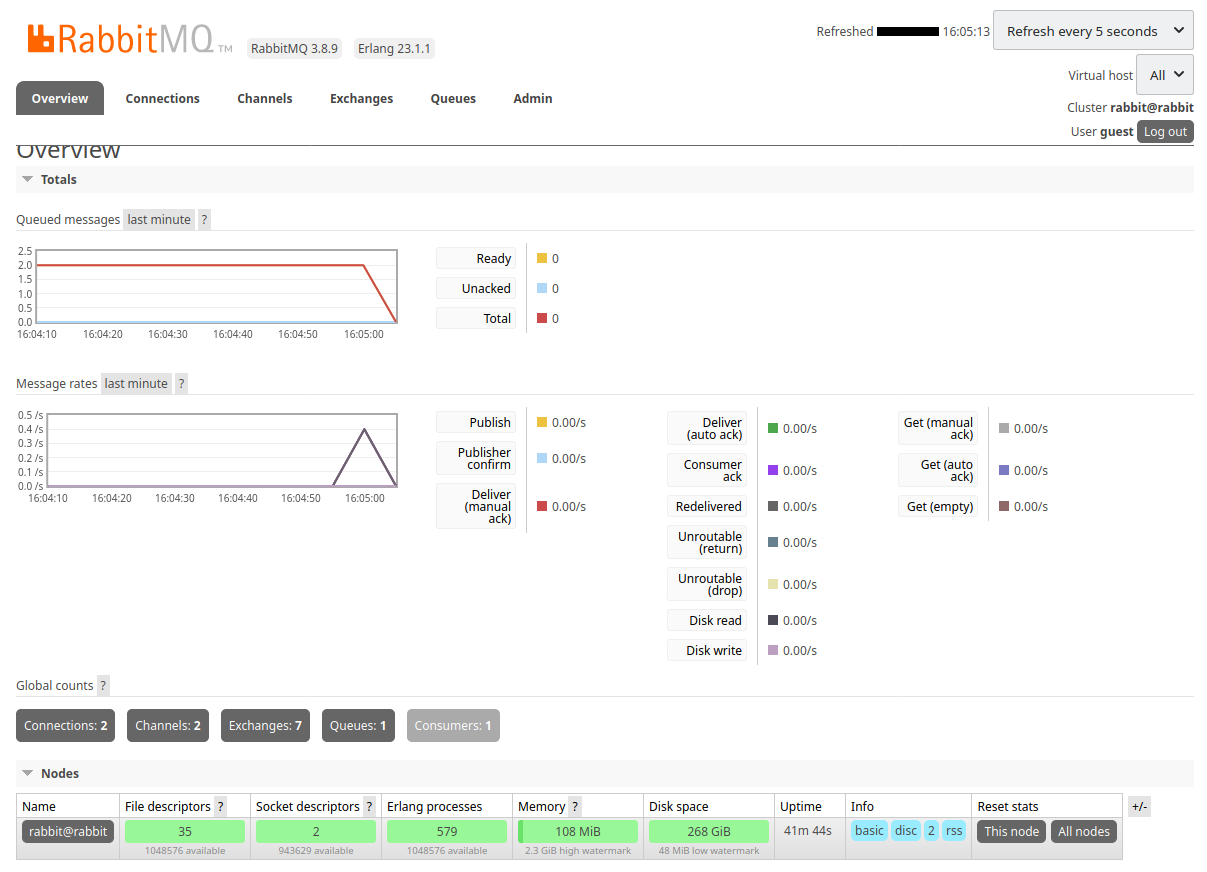 RabbitMQ TM RabbitMQ 3.8.9 Erlang 23.1.1
Refreshed 16:05:13 Refresh every 5 seconds
Virtual host All
Cluster rabbit@rabbit
User guest Log out
Overview Connections Channels Exchanges Queues Admin
Overview
Totals
Queued messages last minute ?
2.5
2.0
1.5
1.0
0.5
0.0
16:04:10 16:04:20 16:04:30 16:04:40 16:04:50 16:05:00
Ready 0
Unacked 0
Total 0
Message rates last minute ?
0.5 /s
0.4 /s
0.3 /s
0.2 /s
0.1 /s
0.0 /s
16:04:10 16:04:20 16:04:30 16:04:40 16:04:50 16:05:00
Publish 0.00/s
Publisher
confirm 0.00/s
Deliver
(manual 0.00/s
ack)
Deliver
(auto ack) 0.00/s
Consumer
ack 0.00/s
Redelivered 0.00/s
Unroutable
(return) 0.00/s
Unroutable
(drop) 0.00/s
Disk read 0.00/s
Disk write 0.00/s
Get (manual
ack) 0.00/s
Get (auto
ack) 0.00/s
Get (empty) 0.00/s
Global counts ?
Connections: 2 Channels: 2 Exchanges: 7 Queues: 1 Consumers: 1
Nodes
Name File descriptors ? Socket descriptors ? Erlang processes Memory ? Disk space Uptime Info Reset stats +/-
rabbit@rabbit 35 2 579 108 MiB 268 GiB 41m 44s basic disc 2 rss This node All nodes
1048576 available 943629 available 1048576 available 2.3 GiB high watermark 48 MiB low watermark